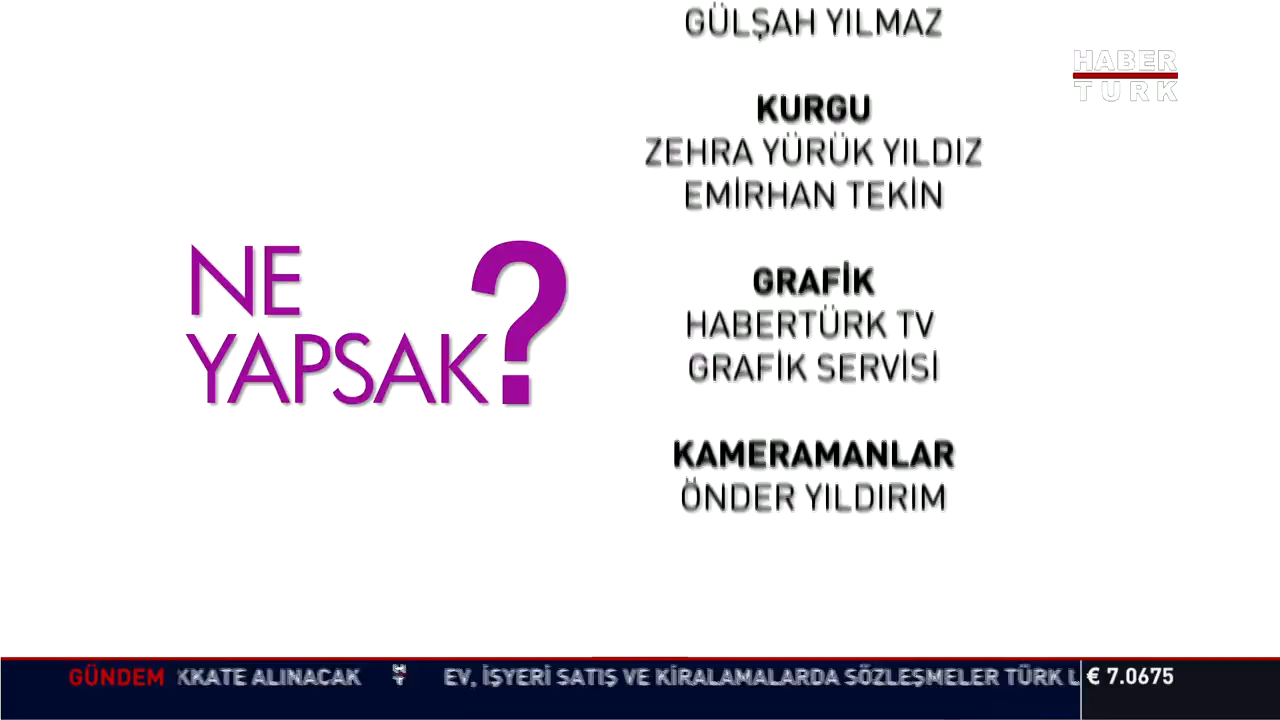 GÜLŞAH YILMAZ
HABER
TÜRK
KURGU
ZEHRA YÜRÜK YILDIZ
EMİRHAN TEKİN
NE
YAPSAK?
GRAFİK
HABERTÜRK TV
GRAFİK SERVİSİ
KAMERAMANLAR
ÖNDER YILDIRIM
GÜNDEM KKATE ALINACAK EV, İŞYERİ SATIŞ VE KİRALAMALARDA SÖZLEŞMELER TÜRK L € 7.0675